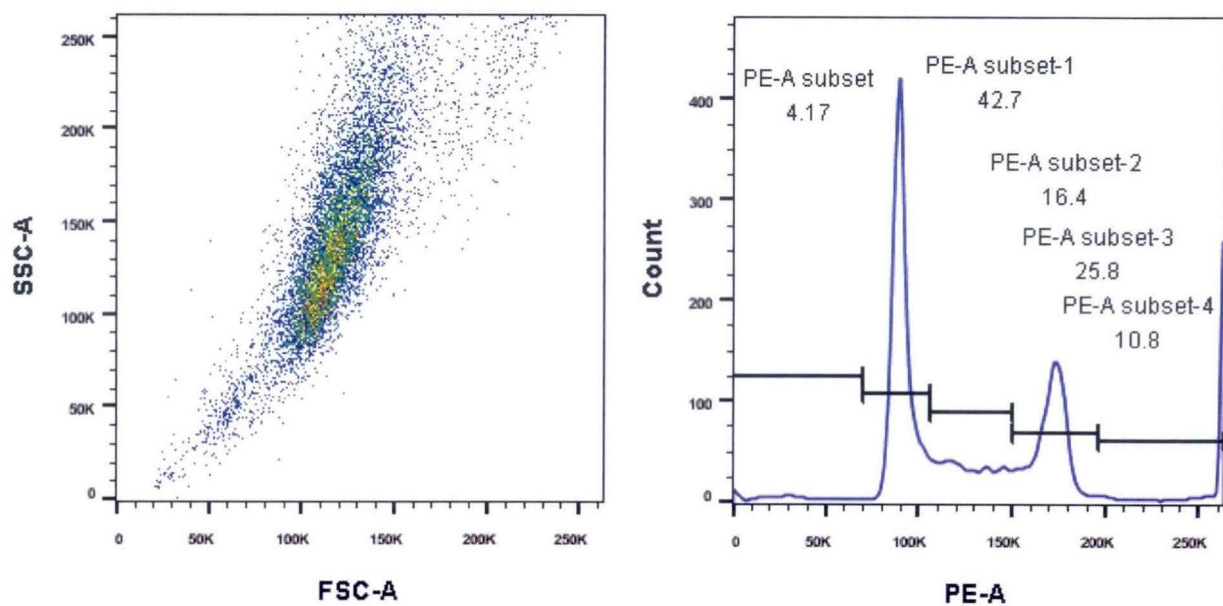 250K
200K
150K
100K
50K
0
SSC-A
0 50K 100K 150K 200K 250K
FSC-A
PE-A subset
4.17
PE-A subset-1
42.7
PE-A subset-2
16.4
PE-A subset-3
25.8
PE-A subset-4
10.8
400
300
200
100
0
Count
0 50K 100K 150K 200K 250K
PE-A